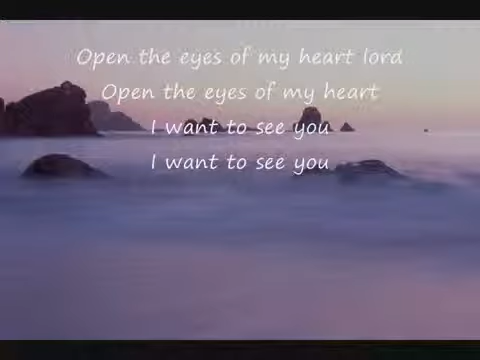 Open the eyes of my heart lord
Open the eyes of my heart
I want to see you
I want to see you